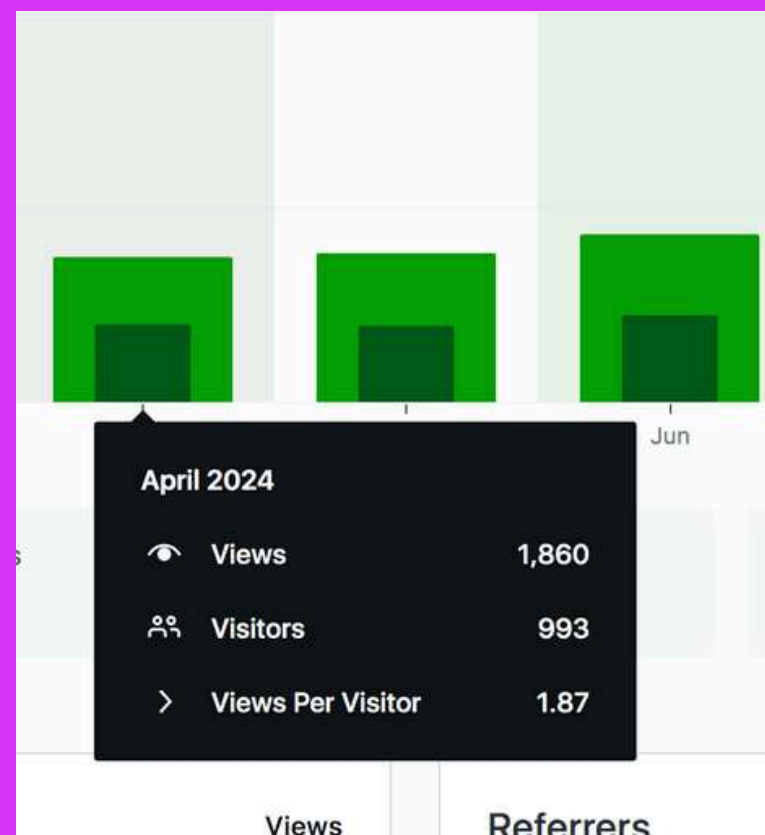 Jun
April 2024
s
Views 1,860
Visitors 993
Views Per Visitor 1.87
Views
Referrers